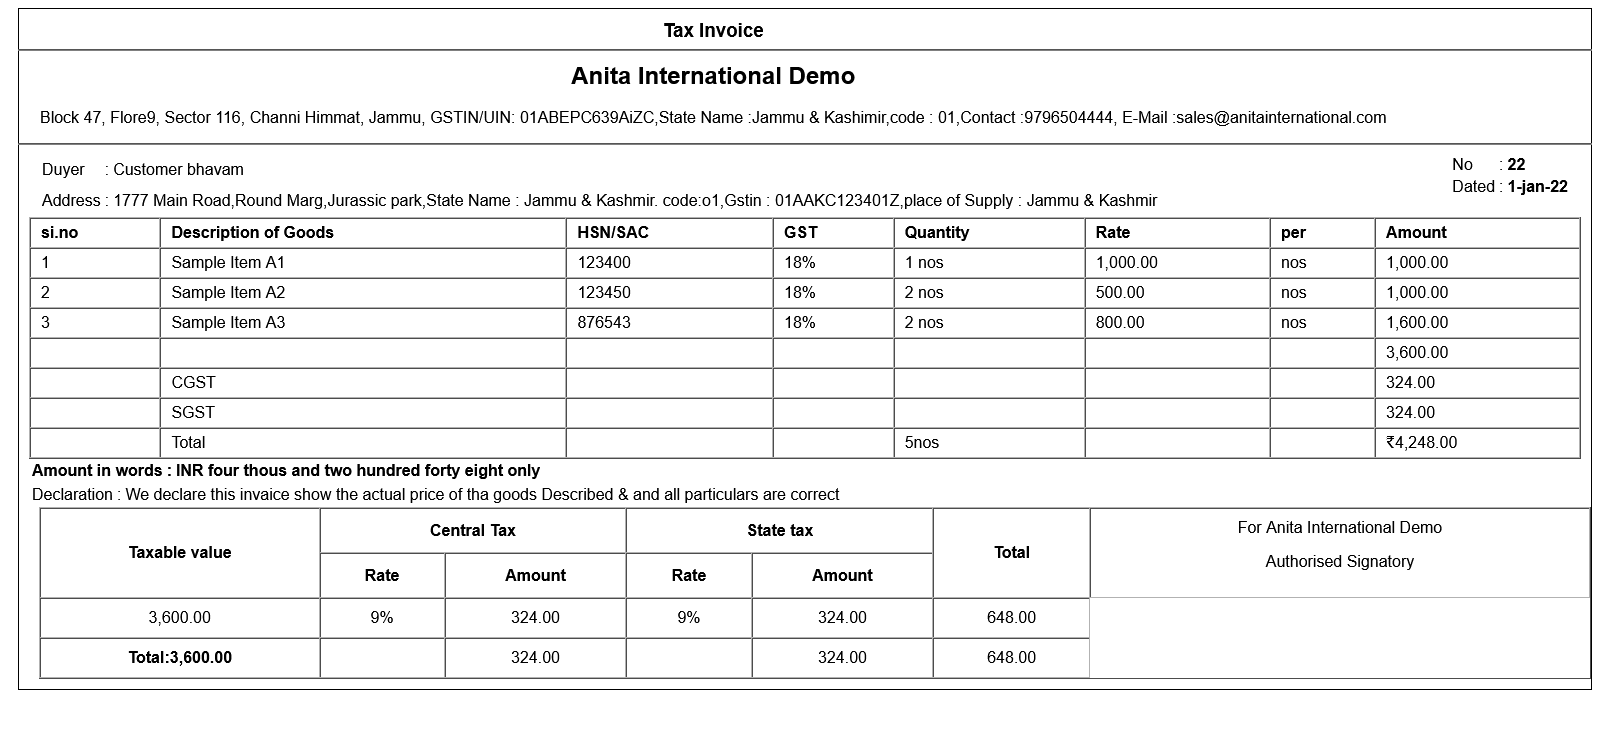 Tax Invoice
Anita International Demo
Block 47, Flore9, Sector 116, Channi Himmat, Jammu, GSTIN/UIN: 01ABEPC639AiZC,State Name :Jammu & Kashimir,code : 01,Contact :9796504444, E-Mail :sales@anitainternational.com
Duyer : Customer bhavam
No : 22
Dated : 1-jan-22
Address : 1777 Main Road,Round Marg,Jurassic park,State Name : Jammu & Kashmir. code:o1,Gstin : 01AAKC123401Z,place of Supply : Jammu & Kashmir
si.no Description of Goods HSN/SAC GST Quantity Rate per Amount
1 Sample Item A1 123400 18% 1 nos 1,000.00 nos 1,000.00
2 Sample Item A2 123450 18% 2 nos 500.00 nos 1,000.00
3 Sample Item A3 876543 18% 2 nos 800.00 nos 1,600.00
3,600.00
CGST 324.00
SGST 324.00
Total 5nos ₹4,248.00
Amount in words : INR four thous and two hundred forty eight only
Declaration : We declare this invaice show the actual price of tha goods Described & and all particulars are correct
Taxable value Central Tax State tax Total
Rate Amount Rate Amount
For Anita International Demo
Authorised Signatory
3,600.00 9% 324.00 9% 324.00 648.00
Total:3,600.00 324.00 324.00 648.00